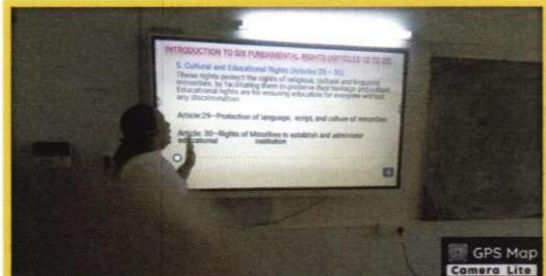 INTRODUCTION TO SIX FUNDAMENTAL RIGHTS (ARTICLES 12 TO
5. Cultural and Educational Rights (Articles 29 - 30)
These rights protect the rights of religious, cultural and linguistic
minorities, by facilitating them to preserve their heritage and culture.
Educational rights are for ensuring education for everyone without
any discrimination.
Article:29--Protection of language, script, and culture of minorities
Article: 30--Rights of Minorities to establish and administer
educational institution
GPS Map
Camera Lite